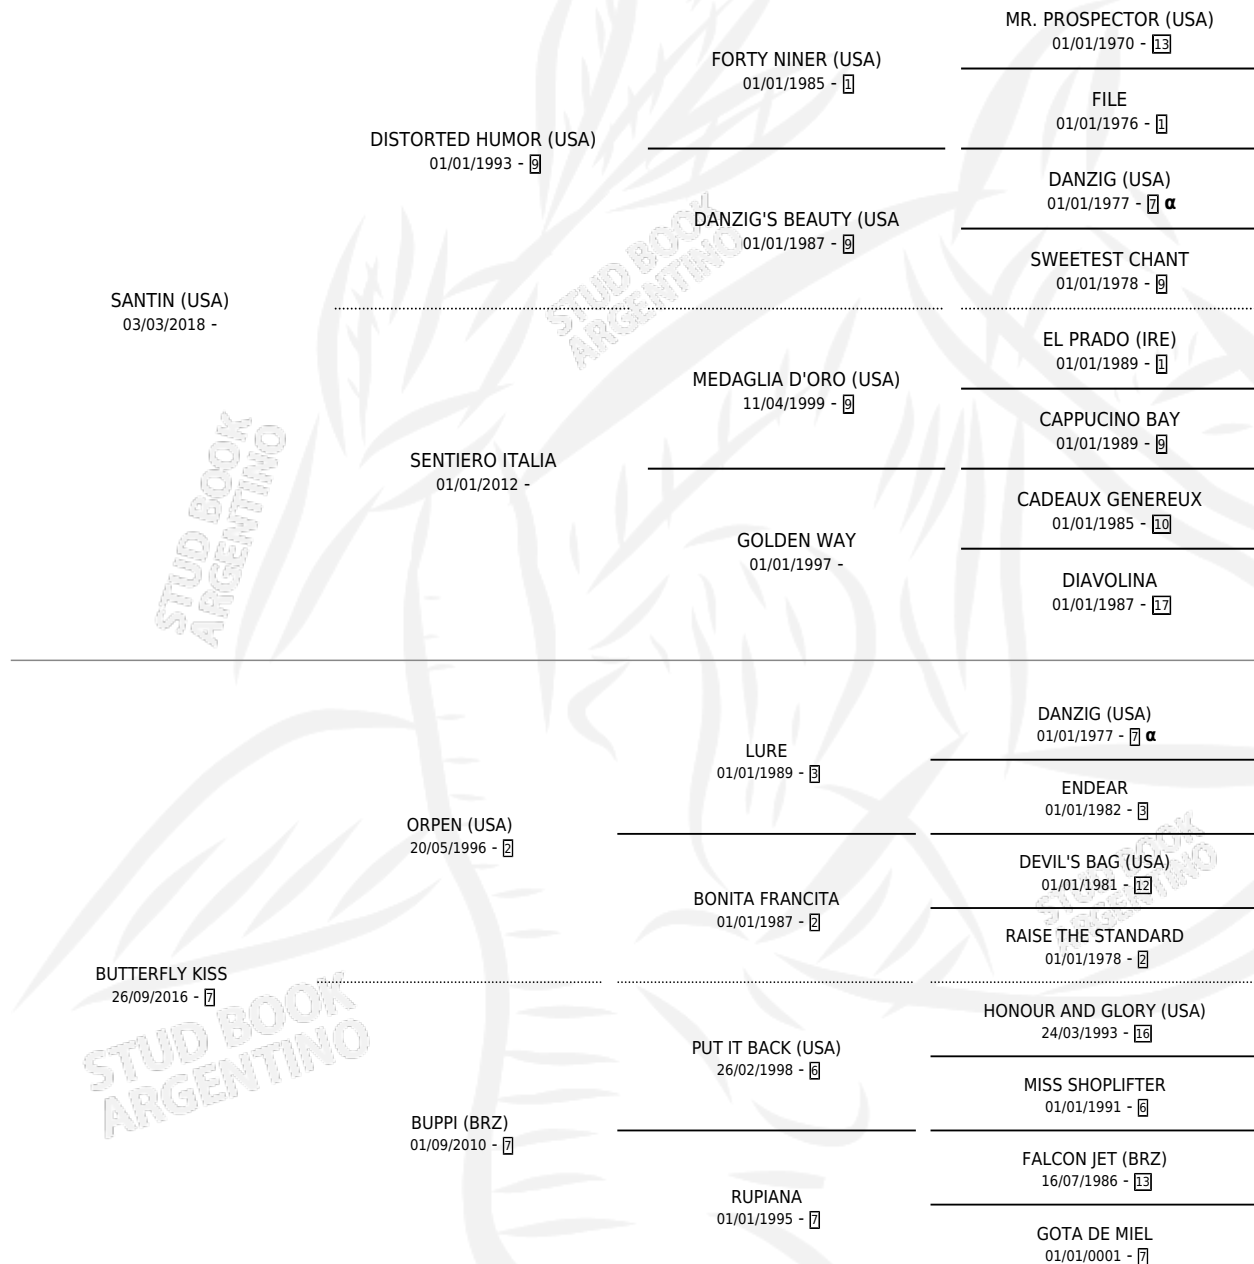 MR. PROSPECTOR (USA)
01/01/1970 - 13
FORTY NINER (USA)
01/01/1985 - 1
FILE
01/01/1976 - 1
DISTORTED HUMOR (USA)
01/01/1993 - 9
DANZIG (USA)
01/01/1977 - 7 α
DANZIG'S BEAUTY (USA
01/01/1987 - 9
SWEETEST CHANT
01/01/1978 - 9
SANTIN (USA)
03/03/2018 -
EL PRADO (IRE)
01/01/1989 - 1
MEDAGLIA D'ORO (USA)
11/04/1999 - 9
CAPPUCINO BAY
01/01/1989 - 9
SENTIERO ITALIA
01/01/2012 -
CADEAUX GENEREUX
01/01/1985 - 10
GOLDEN WAY
01/01/1997 -
DIAVOLINA
01/01/1987 - 17
DANZIG (USA)
01/01/1977 - 7 α
LURE
01/01/1989 - 3
ENDEAR
01/01/1982 - 3
ORPEN (USA)
20/05/1996 - 2
DEVIL'S BAG (USA)
01/01/1981 - 12
BONITA FRANCITA
01/01/1987 - 2
RAISE THE STANDARD
01/01/1978 - 2
BUTTERFLY KISS
26/09/2016 - 7
HONOUR AND GLORY (USA)
24/03/1993 - 16
PUT IT BACK (USA)
26/02/1998 - 6
MISS SHOPLIFTER
01/01/1991 - 6
BUPPI (BRZ)
01/09/2010 - 7
FALCON JET (BRZ)
16/07/1986 - 13
RUPIANA
01/01/1995 - 7
GOTA DE MIEL
01/01/0001 - 7
STUD BOOK
ARGENTINO
STUD BOOK
ARGENTINO
STUD BOOK
ARGENTINO
STUD BOOK
ARGENTINO